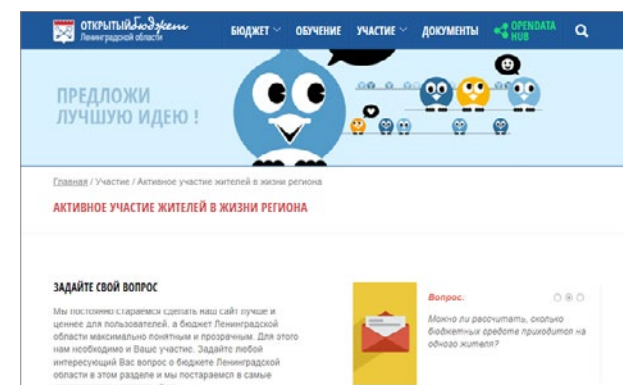 ОТКРЫТЫЙ Бюджет
Ленинградской области
БЮДЖЕТ ОБУЧЕНИЕ УЧАСТИЕ ДОКУМЕНТЫ OPENDATA HUB
ПРЕДЛОЖИ
ЛУЧШУЮ ИДЕЮ !
Главная / Участие / Активное участие жителей в жизни региона
АКТИВНОЕ УЧАСТИЕ ЖИТЕЛЕЙ В ЖИЗНИ РЕГИОНА
ЗАДАЙТЕ СВОЙ ВОПРОС
Мы постоянно стараемся сделать наш сайт лучше и
ценнее для пользователей, а бюджет Ленинградской
области максимально понятным и прозрачным. Для этого
нам необходимо и Ваше участие. Задайте любой
интересующий Вас вопрос о бюджете Ленинградской
области в этом разделе и мы постараемся в самые
Вопрос:
Можно ли рассчитать, сколько
бюджетных средств приходится на
одного жителя?